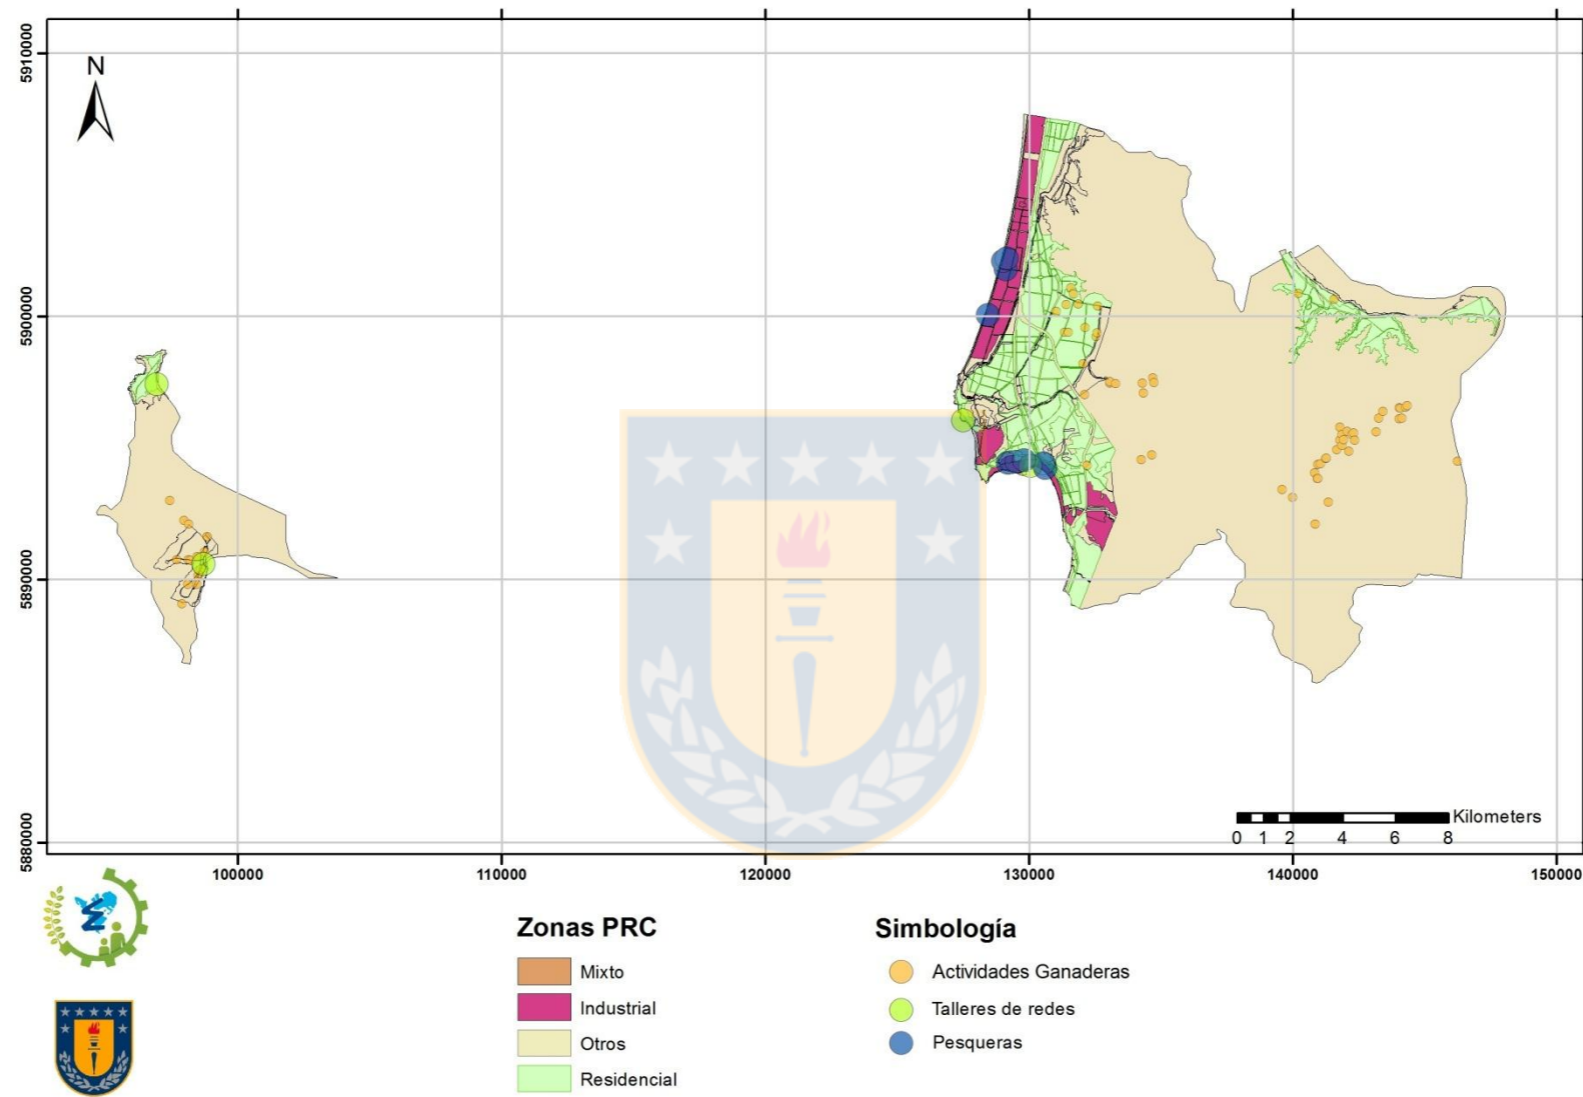 5910000
N
5900000
5890000
5880000
Kilometers
0 1 2 4 6 8
100000 110000 120000 130000 140000 150000
Zonas PRC
Mixto
Industrial
Otros
Residencial
Simbología
Actividades Ganaderas
Talleres de redes
Pesqueras